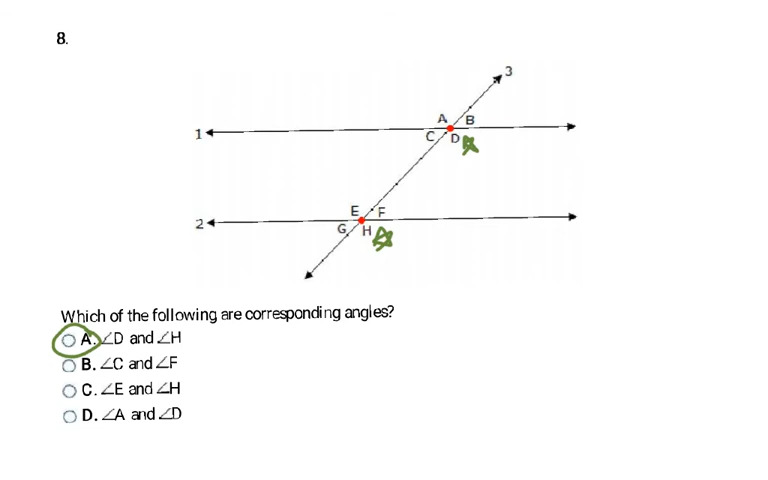 8.
3
A B
1
C D
E F
2
G H
Which of the following are corresponding angles?
A. ∠D and ∠H
B. ∠C and ∠F
C. ∠E and ∠H
D. ∠A and ∠D